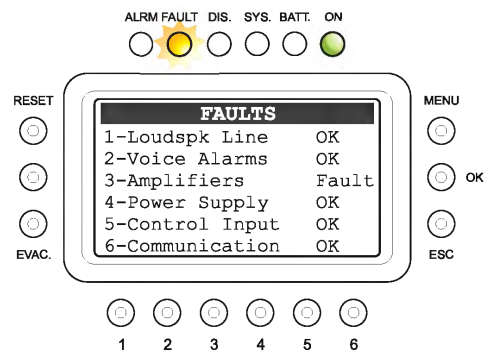 ALRM FAULT DIS. SYS. BATT. ON
RESET
MENU
FAULTS
1-Loudspk Line OK
2-Voice Alarms OK
3-Amplifiers Fault
OK
4-Power Supply OK
5-Control Input OK
6-Communication OK
EVAC.
ESC
1 2 3 4 5 6